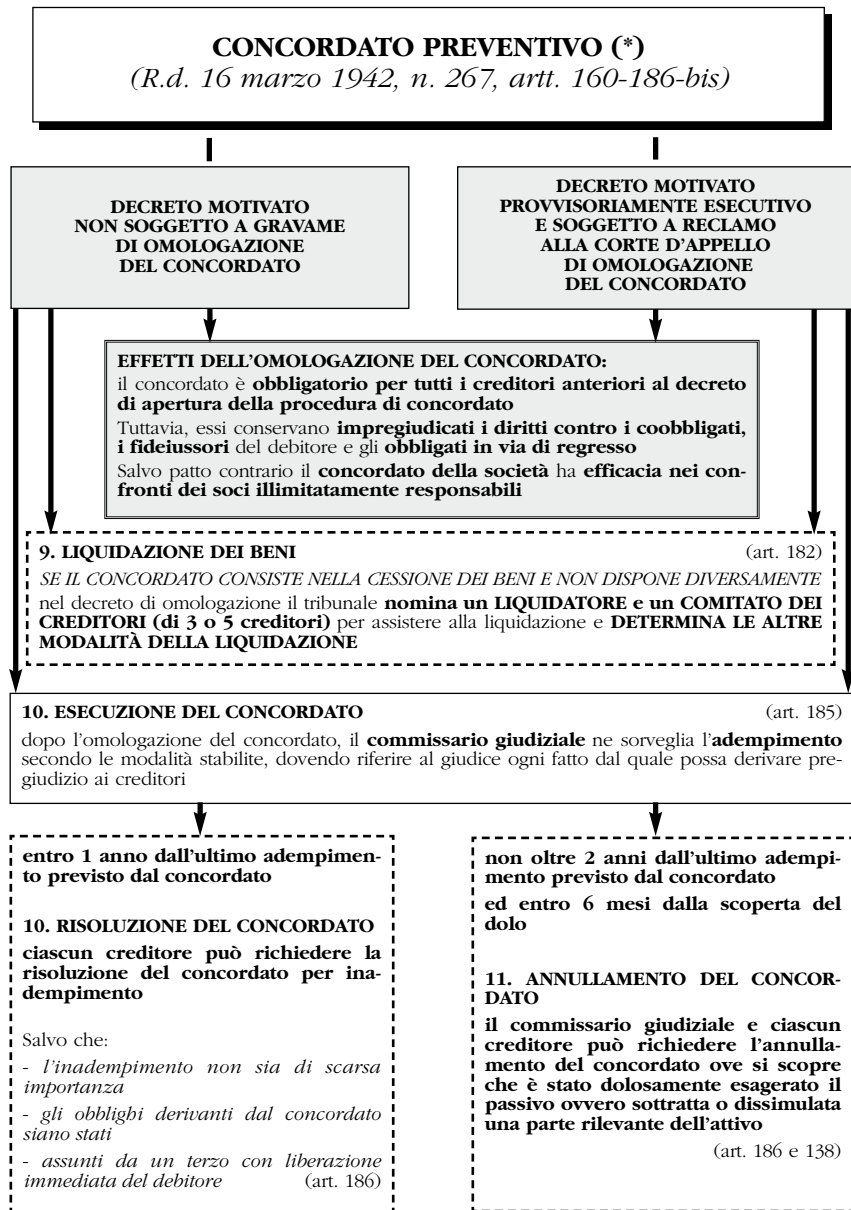 CONCORDATO PREVENTIVO (*)
(R.d. 16 marzo 1942, n. 267, artt. 160-186-bis)
DECRETO MOTIVATO
NON SOGGETTO A GRAVAME
DI OMOLOGAZIONE
DEL CONCORDATO
DECRETO MOTIVATO
PROVVISORIAMENTE ESECUTIVO
E SOGGETTO A RECLAMO
ALLA CORTE D'APPELLO
DI OMOLOGAZIONE
DEL CONCORDATO
EFFETTI DELL'OMOLOGAZIONE DEL CONCORDATO:
il concordato è obbligatorio per tutti i creditori anteriori al decreto
di apertura della procedura di concordato
Tuttavia, essi conservano impregiudicati i diritti contro i coobbligati,
i fideiussori del debitore e gli obbligati in via di regresso
Salvo patto contrario il concordato della società ha efficacia nei con-
fronti dei soci illimitatamente responsabili
9. LIQUIDAZIONE DEI BENI (art. 182)
SE IL CONCORDATO CONSISTE NELLA CESSIONE DEI BENI E NON DISPONE DIVERSAMENTE
nel decreto di omologazione il tribunale nomina un LIQUIDATORE e un COMITATO DEI
CREDITORI (di 3 o 5 creditori) per assistere alla liquidazione e DETERMINA LE ALTRE
MODALITÀ DELLA LIQUIDAZIONE
10. ESECUZIONE DEL CONCORDATO (art. 185)
dopo l'omologazione del concordato, il commissario giudiziale ne sorveglia l'adempimento
secondo le modalità stabilite, dovendo riferire al giudice ogni fatto dal quale possa derivare pre-
giudizio ai creditori
entro 1 anno dall'ultimo adempimen-
to previsto dal concordato
10. RISOLUZIONE DEL CONCORDATO
ciascun creditore può richiedere la
risoluzione del concordato per ina-
dempimento
Salvo che:
- l'inadempimento non sia di scarsa
importanza
- gli obblighi derivanti dal concordato
siano stati
- assunti da un terzo con liberazione
immediata del debitore (art. 186)
non oltre 2 anni dall'ultimo adempi-
mento previsto dal concordato
ed entro 6 mesi dalla scoperta del
dolo
11. ANNULLAMENTO DEL CONCOR-
DATO
il commissario giudiziale e ciascun
creditore può richiedere l'annulla-
mento del concordato ove si scopre
che è stato dolosamente esagerato il
passivo ovvero sottratta o dissimulata
una parte rilevante dell'attivo
(art. 186 e 138)